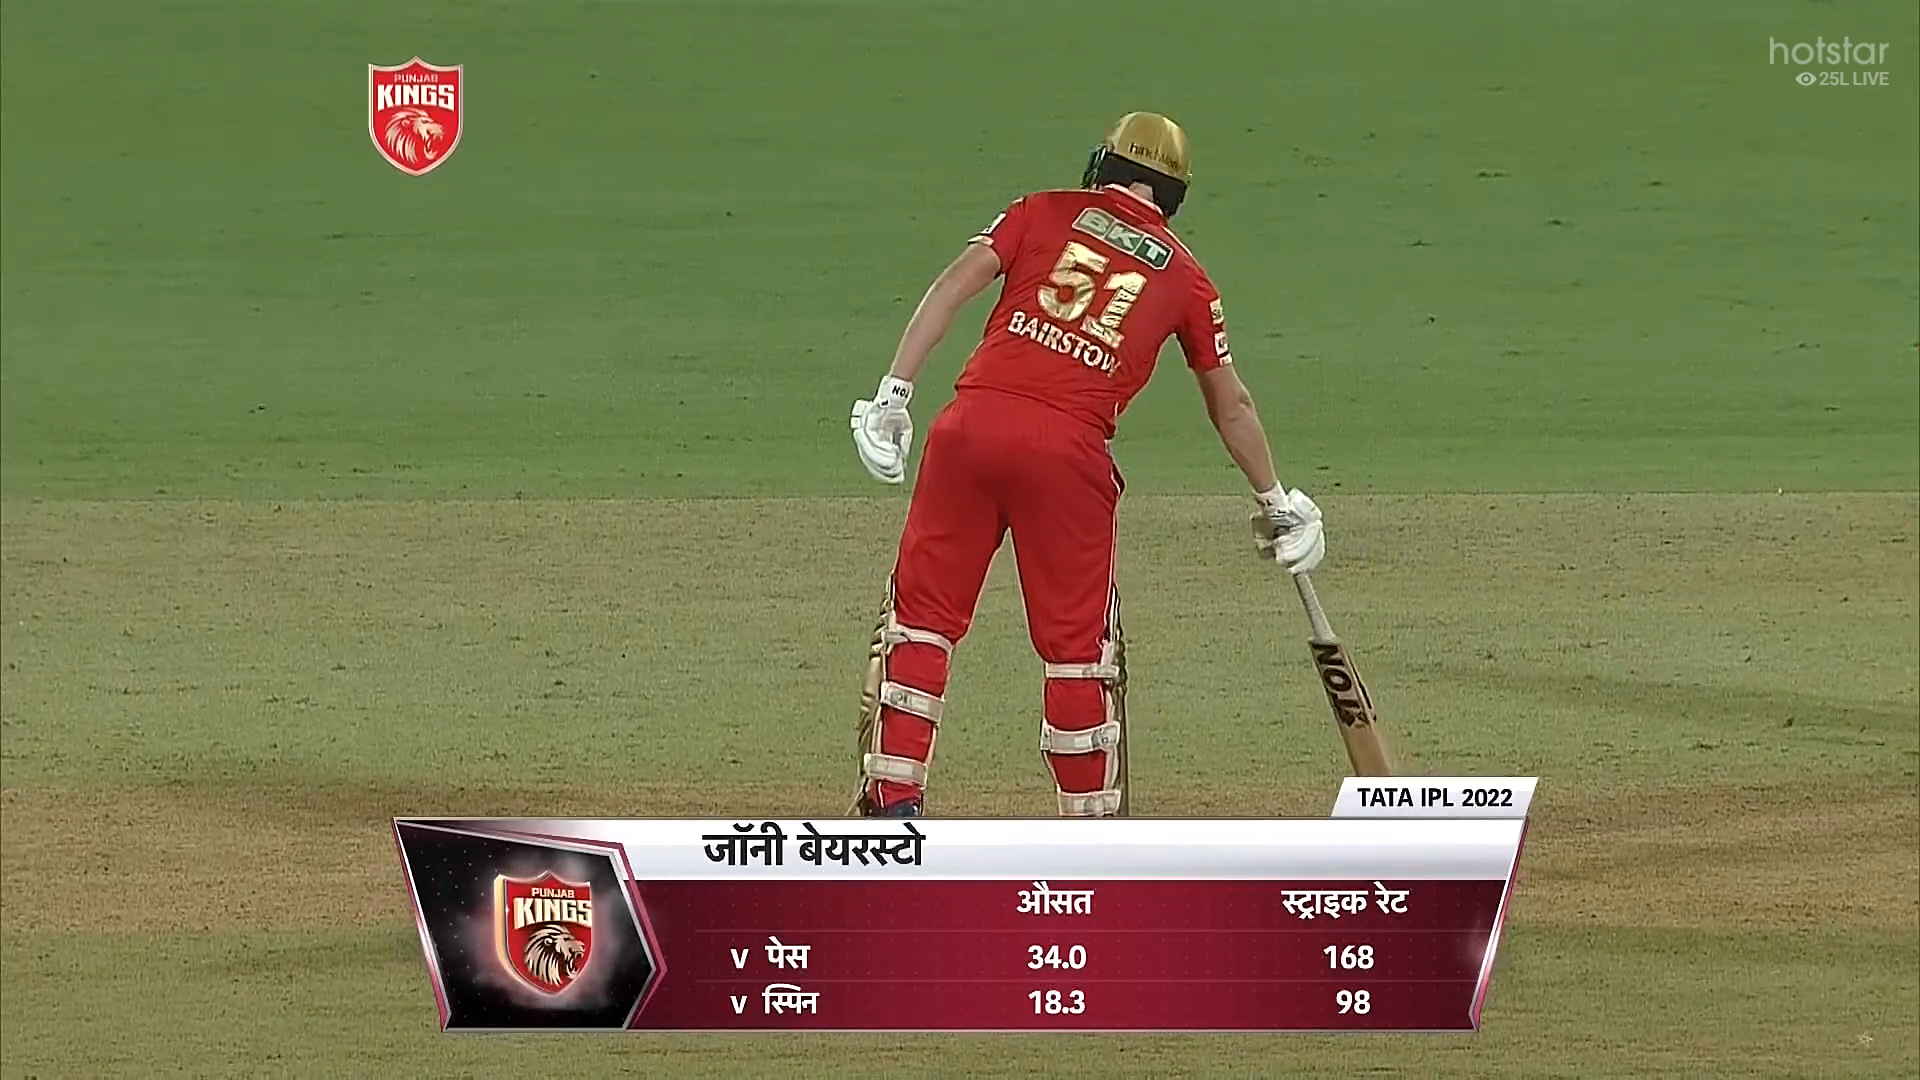 hotstar
25L LIVE
PUNJAB
KINGS
BKT
51
BAIRSTOW
TON
TATA IPL 2022
जॉनी बेयरस्टो
PUNJAB
KINGS
औसत स्ट्राइक रेट
v पेस 34.0 168
v स्पिन 18.3 98